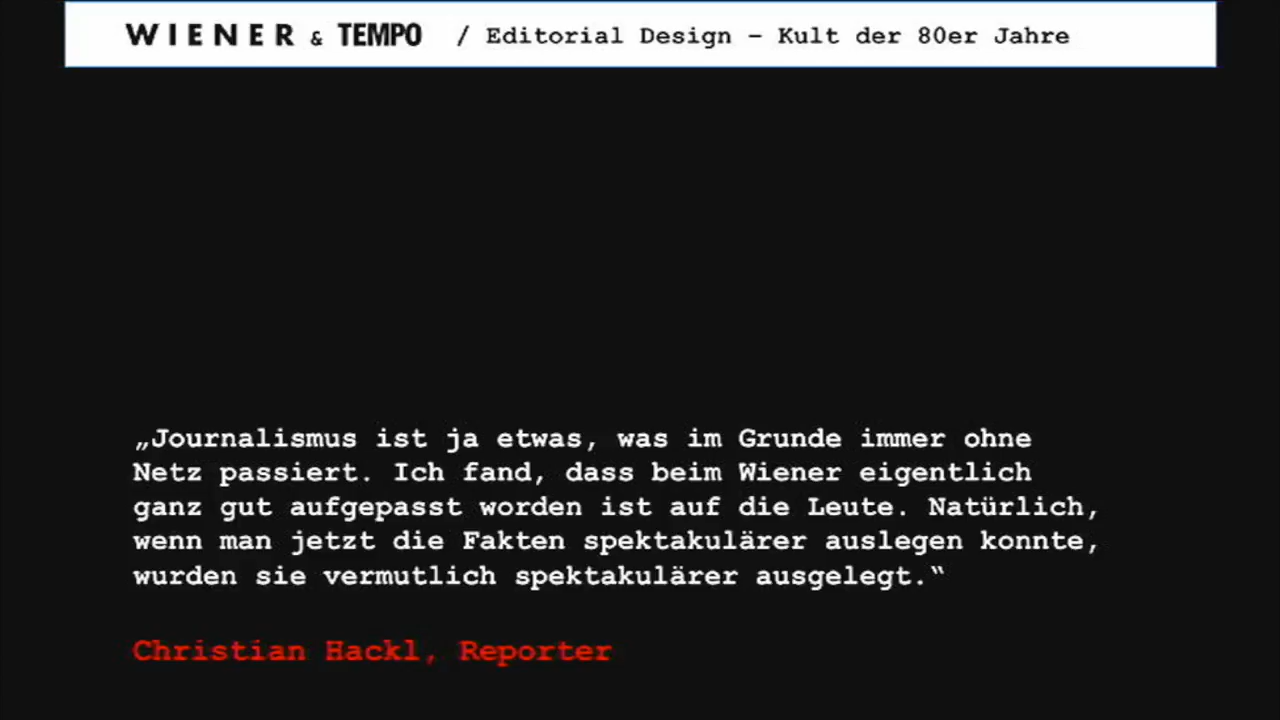 WIENER & TEMPO / Editorial Design – Kult der 80er Jahre
„Journalismus ist ja etwas, was im Grunde immer ohne
Netz passiert. Ich fand, dass beim Wiener eigentlich
ganz gut aufgepasst worden ist auf die Leute. Natürlich,
wenn man jetzt die Fakten spektakulärer auslegen konnte,
wurden sie vermutlich spektakulärer ausgelegt.“
Christian Hackl, Reporter